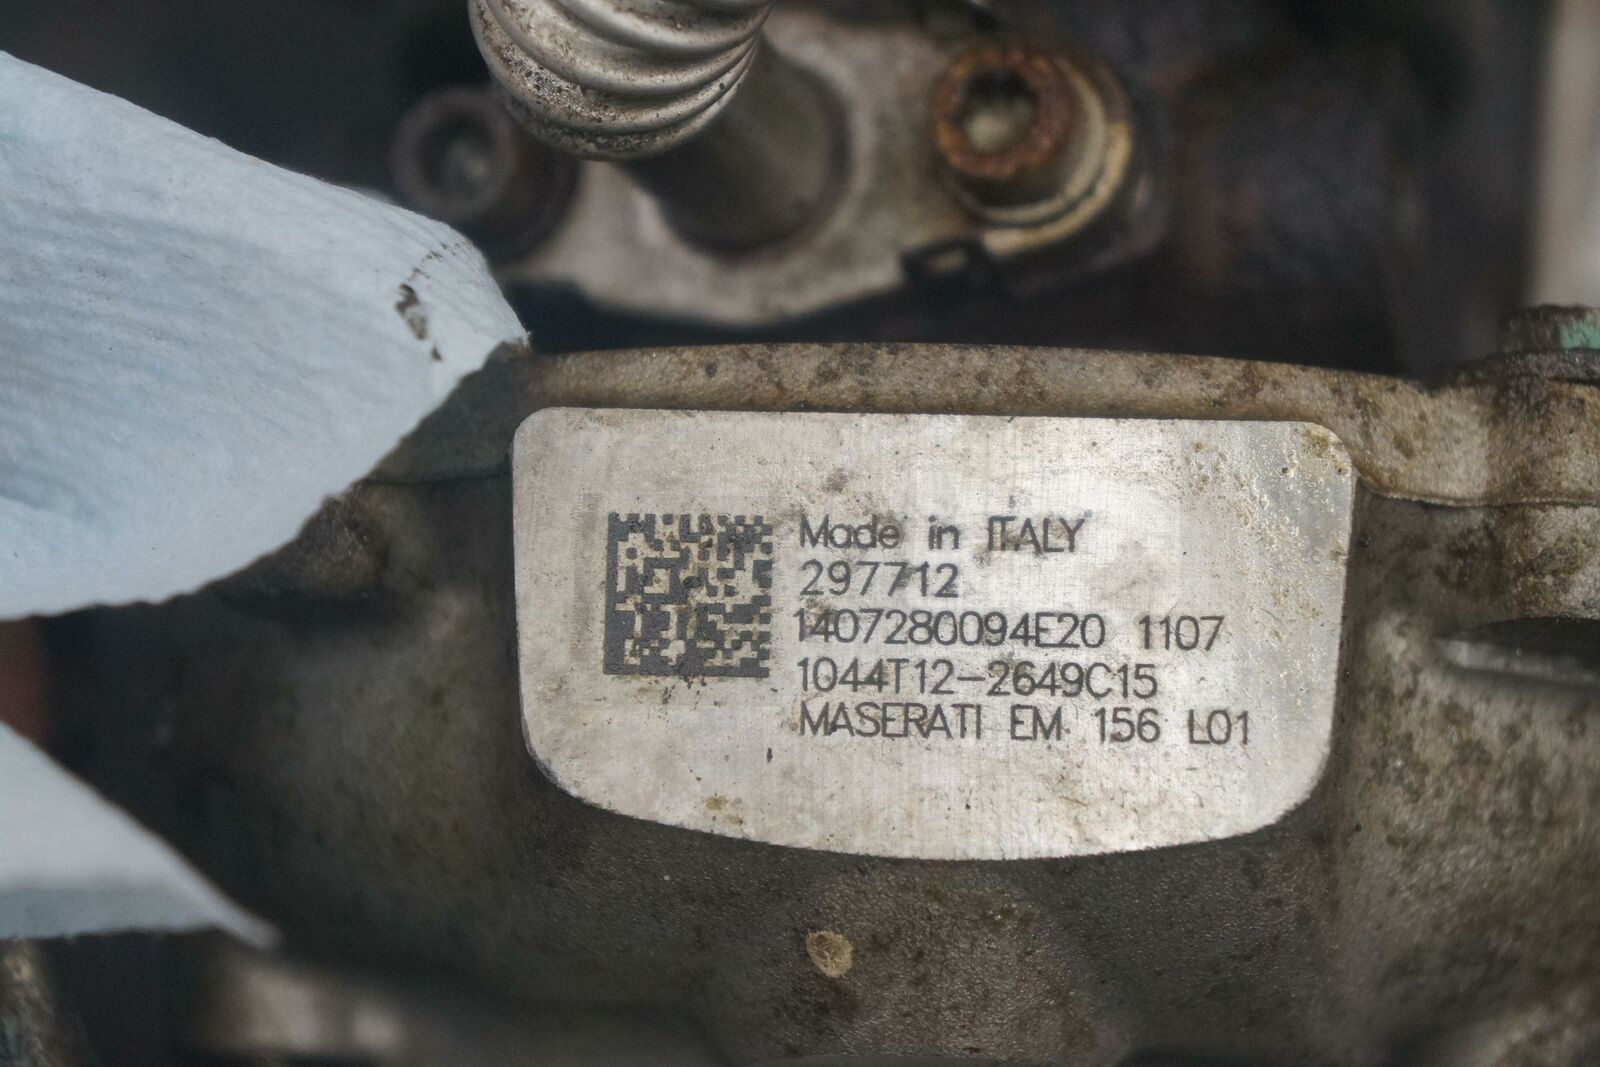 Made in ITALY
297712
1407280094E20 1107
1044T12-2649C15
MASERATI EM 156 L01